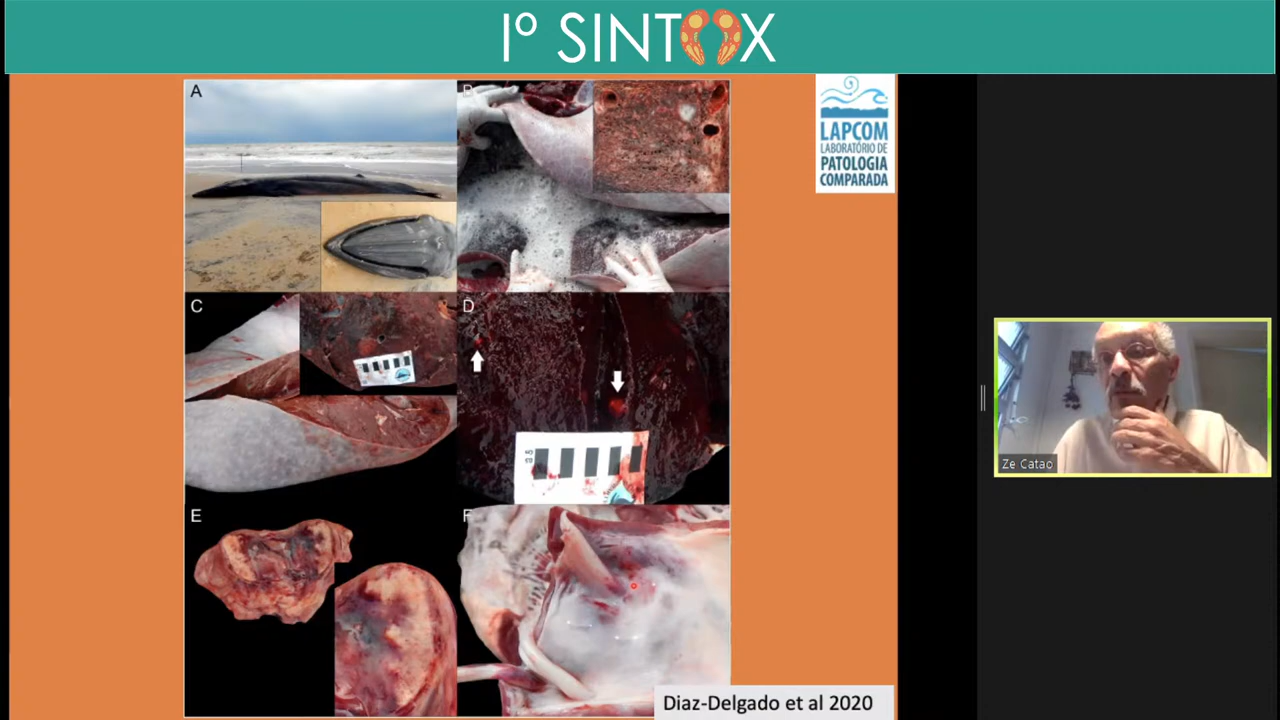 Iº SINTOX
A
B
LAPCOM
LABORATÓRIO DE
PATOLOGIA
COMPARADA
C
D
E
F
Ze Catao
Diaz-Delgado et al 2020